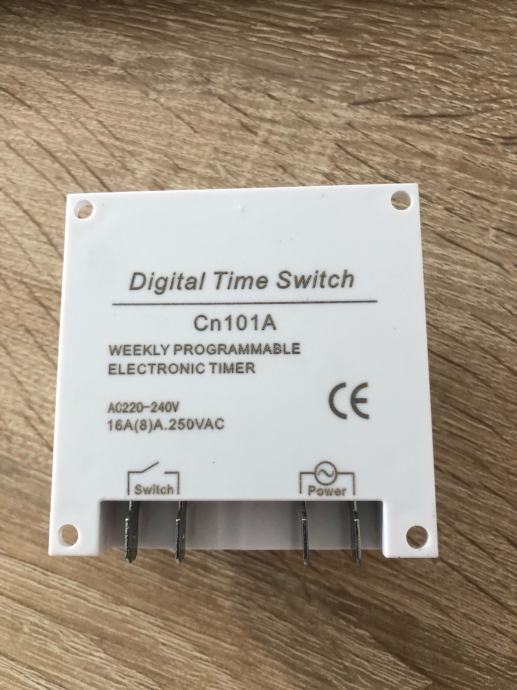 Digital Time Switch
Cn101A
WEEKLY PROGRAMMABLE
ELECTRONIC TIMER
AC220-240V
16A(8)A.250VAC
CE
Switch
Power